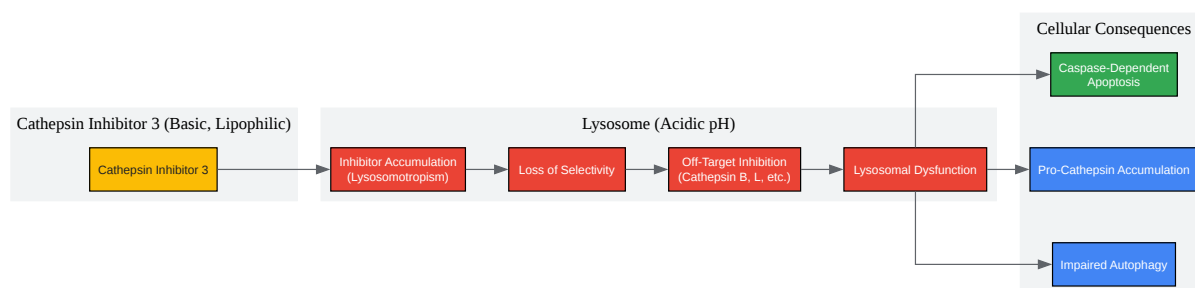 Cellular Consequences
Caspase-Dependent
Apoptosis
Cathepsin Inhibitor 3 (Basic, Lipophilic)
Lysosome (Acidic pH)
Cathepsin Inhibitor 3
Inhibitor Accumulation
(Lysosomotropism)
Loss of Selectivity
Off-Target Inhibition
(Cathepsin B, L, etc.)
Lysosomal Dysfunction
Pro-Cathepsin Accumulation
Impaired Autophagy